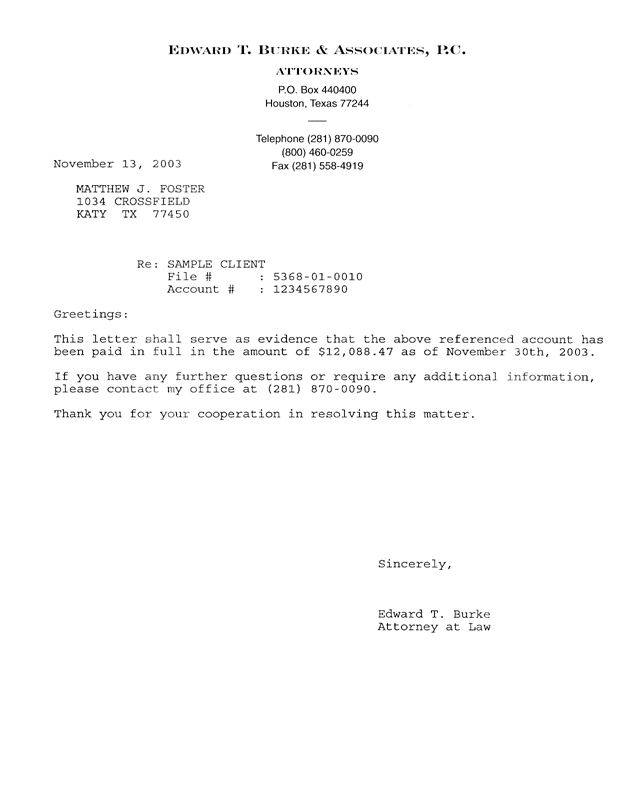 EDWARD T. BURKE & ASSOCIATES, P.C.
ATTORNEYS
P.O. Box 440400
Houston, Texas 77244
Telephone (281) 870-0090
(800) 460-0259
Fax (281) 558-4919
November 13, 2003
MATTHEW J. FOSTER
1034 CROSSFIELD
KATY TX 77450
Re: SAMPLE CLIENT
File # : 5368-01-0010
Account # : 1234567890
Greetings:
This letter shall serve as evidence that the above referenced account has
been paid in full in the amount of $12,088.47 as of November 30th, 2003.
If you have any further questions or require any additional information,
please contact my office at (281) 870-0090.
Thank you for your cooperation in resolving this matter.
Sincerely,
Edward T. Burke
Attorney at Law